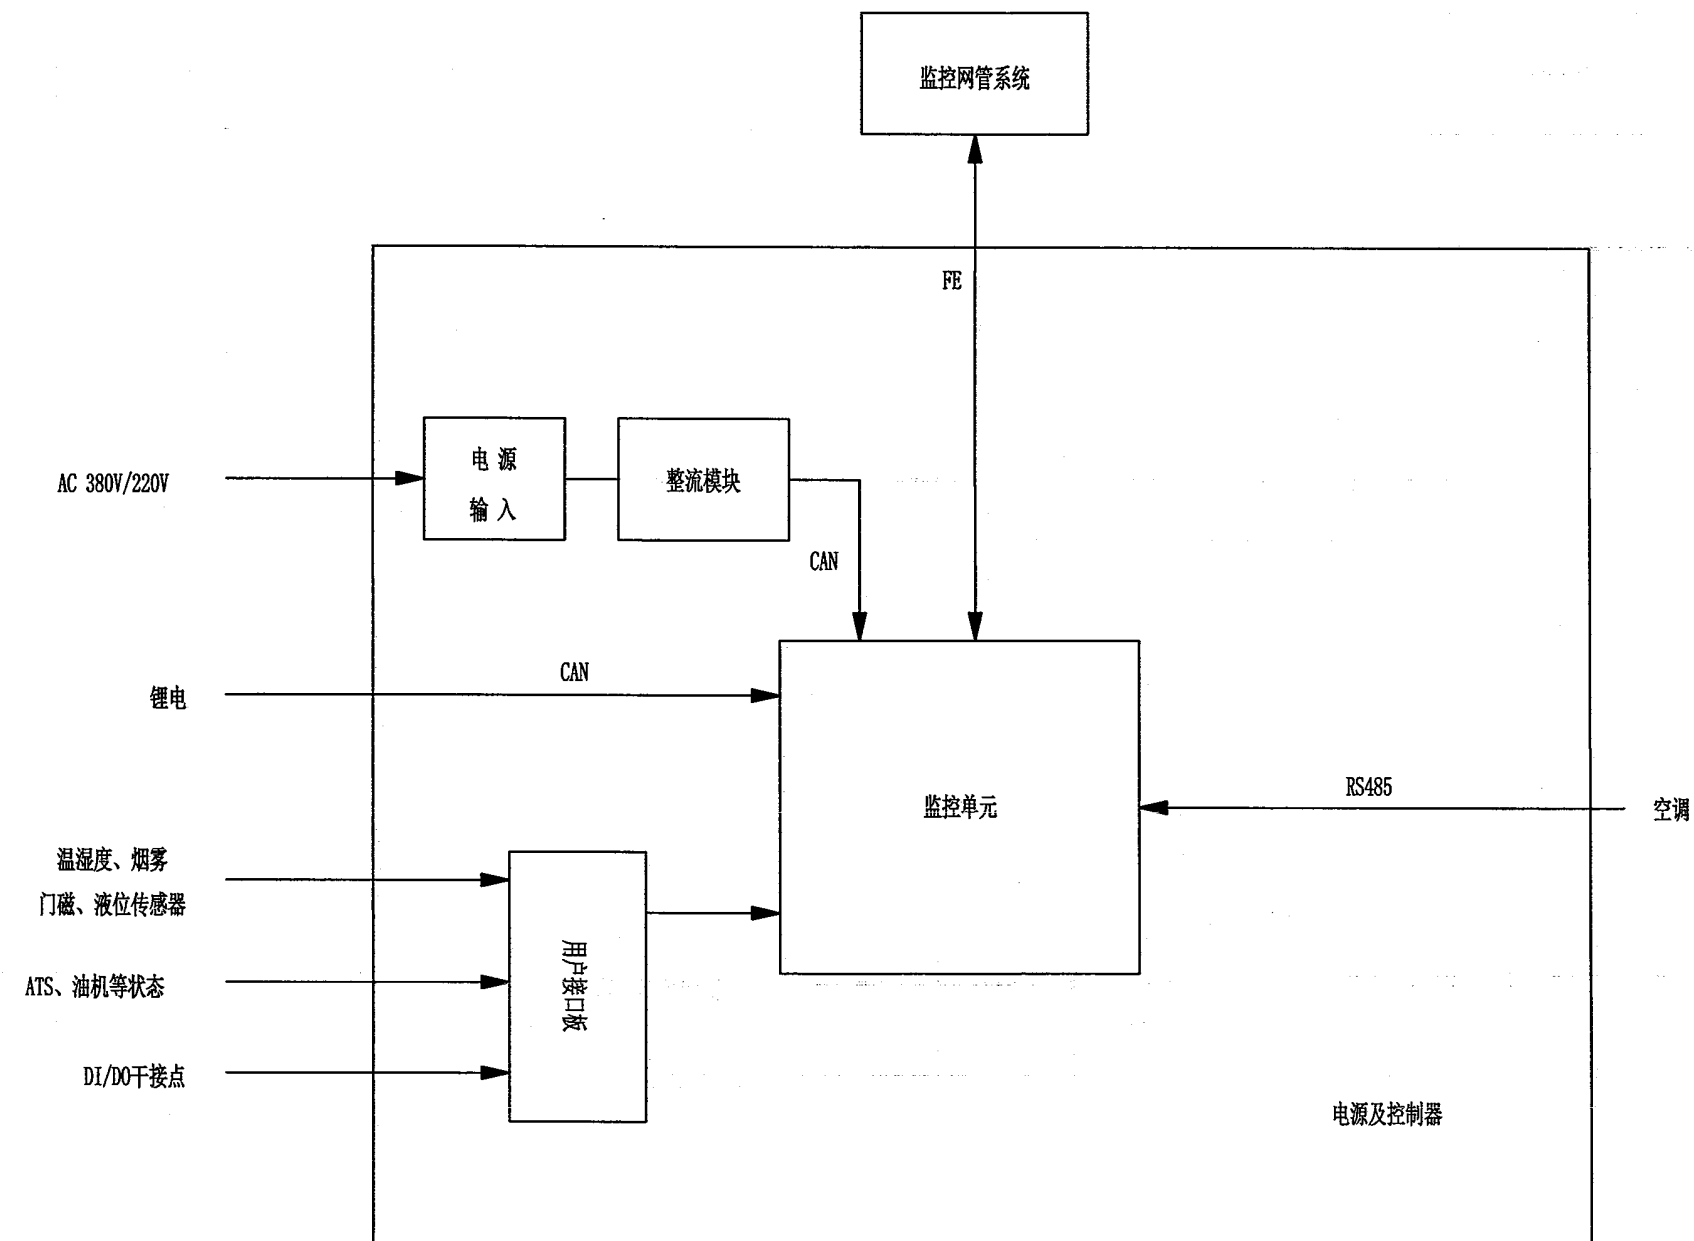 监控网管系统
FE
电 源
输 入
整流模块
AC 380V/220V
CAN
CAN
锂电
监控单元
RS485
空调
温湿度、烟雾
门磁、液位传感器
用户接口板
ATS、油机等状态
DI/DO干接点
电源及控制器